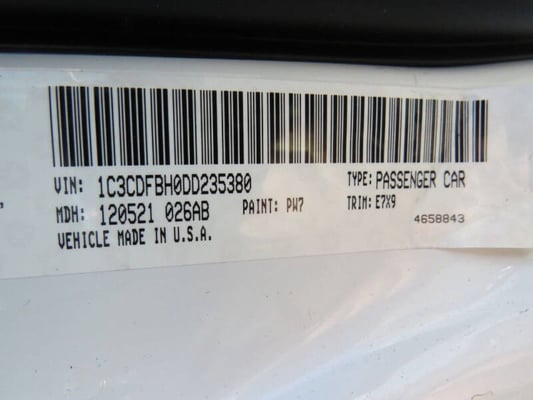 VIN: 1C3CDFBH0DD235380 TYPE: PASSENGER CAR
MDH: 120521 026AB PAINT: PW7 TRIM: E7X9
VEHICLE MADE IN U.S.A. 4658843